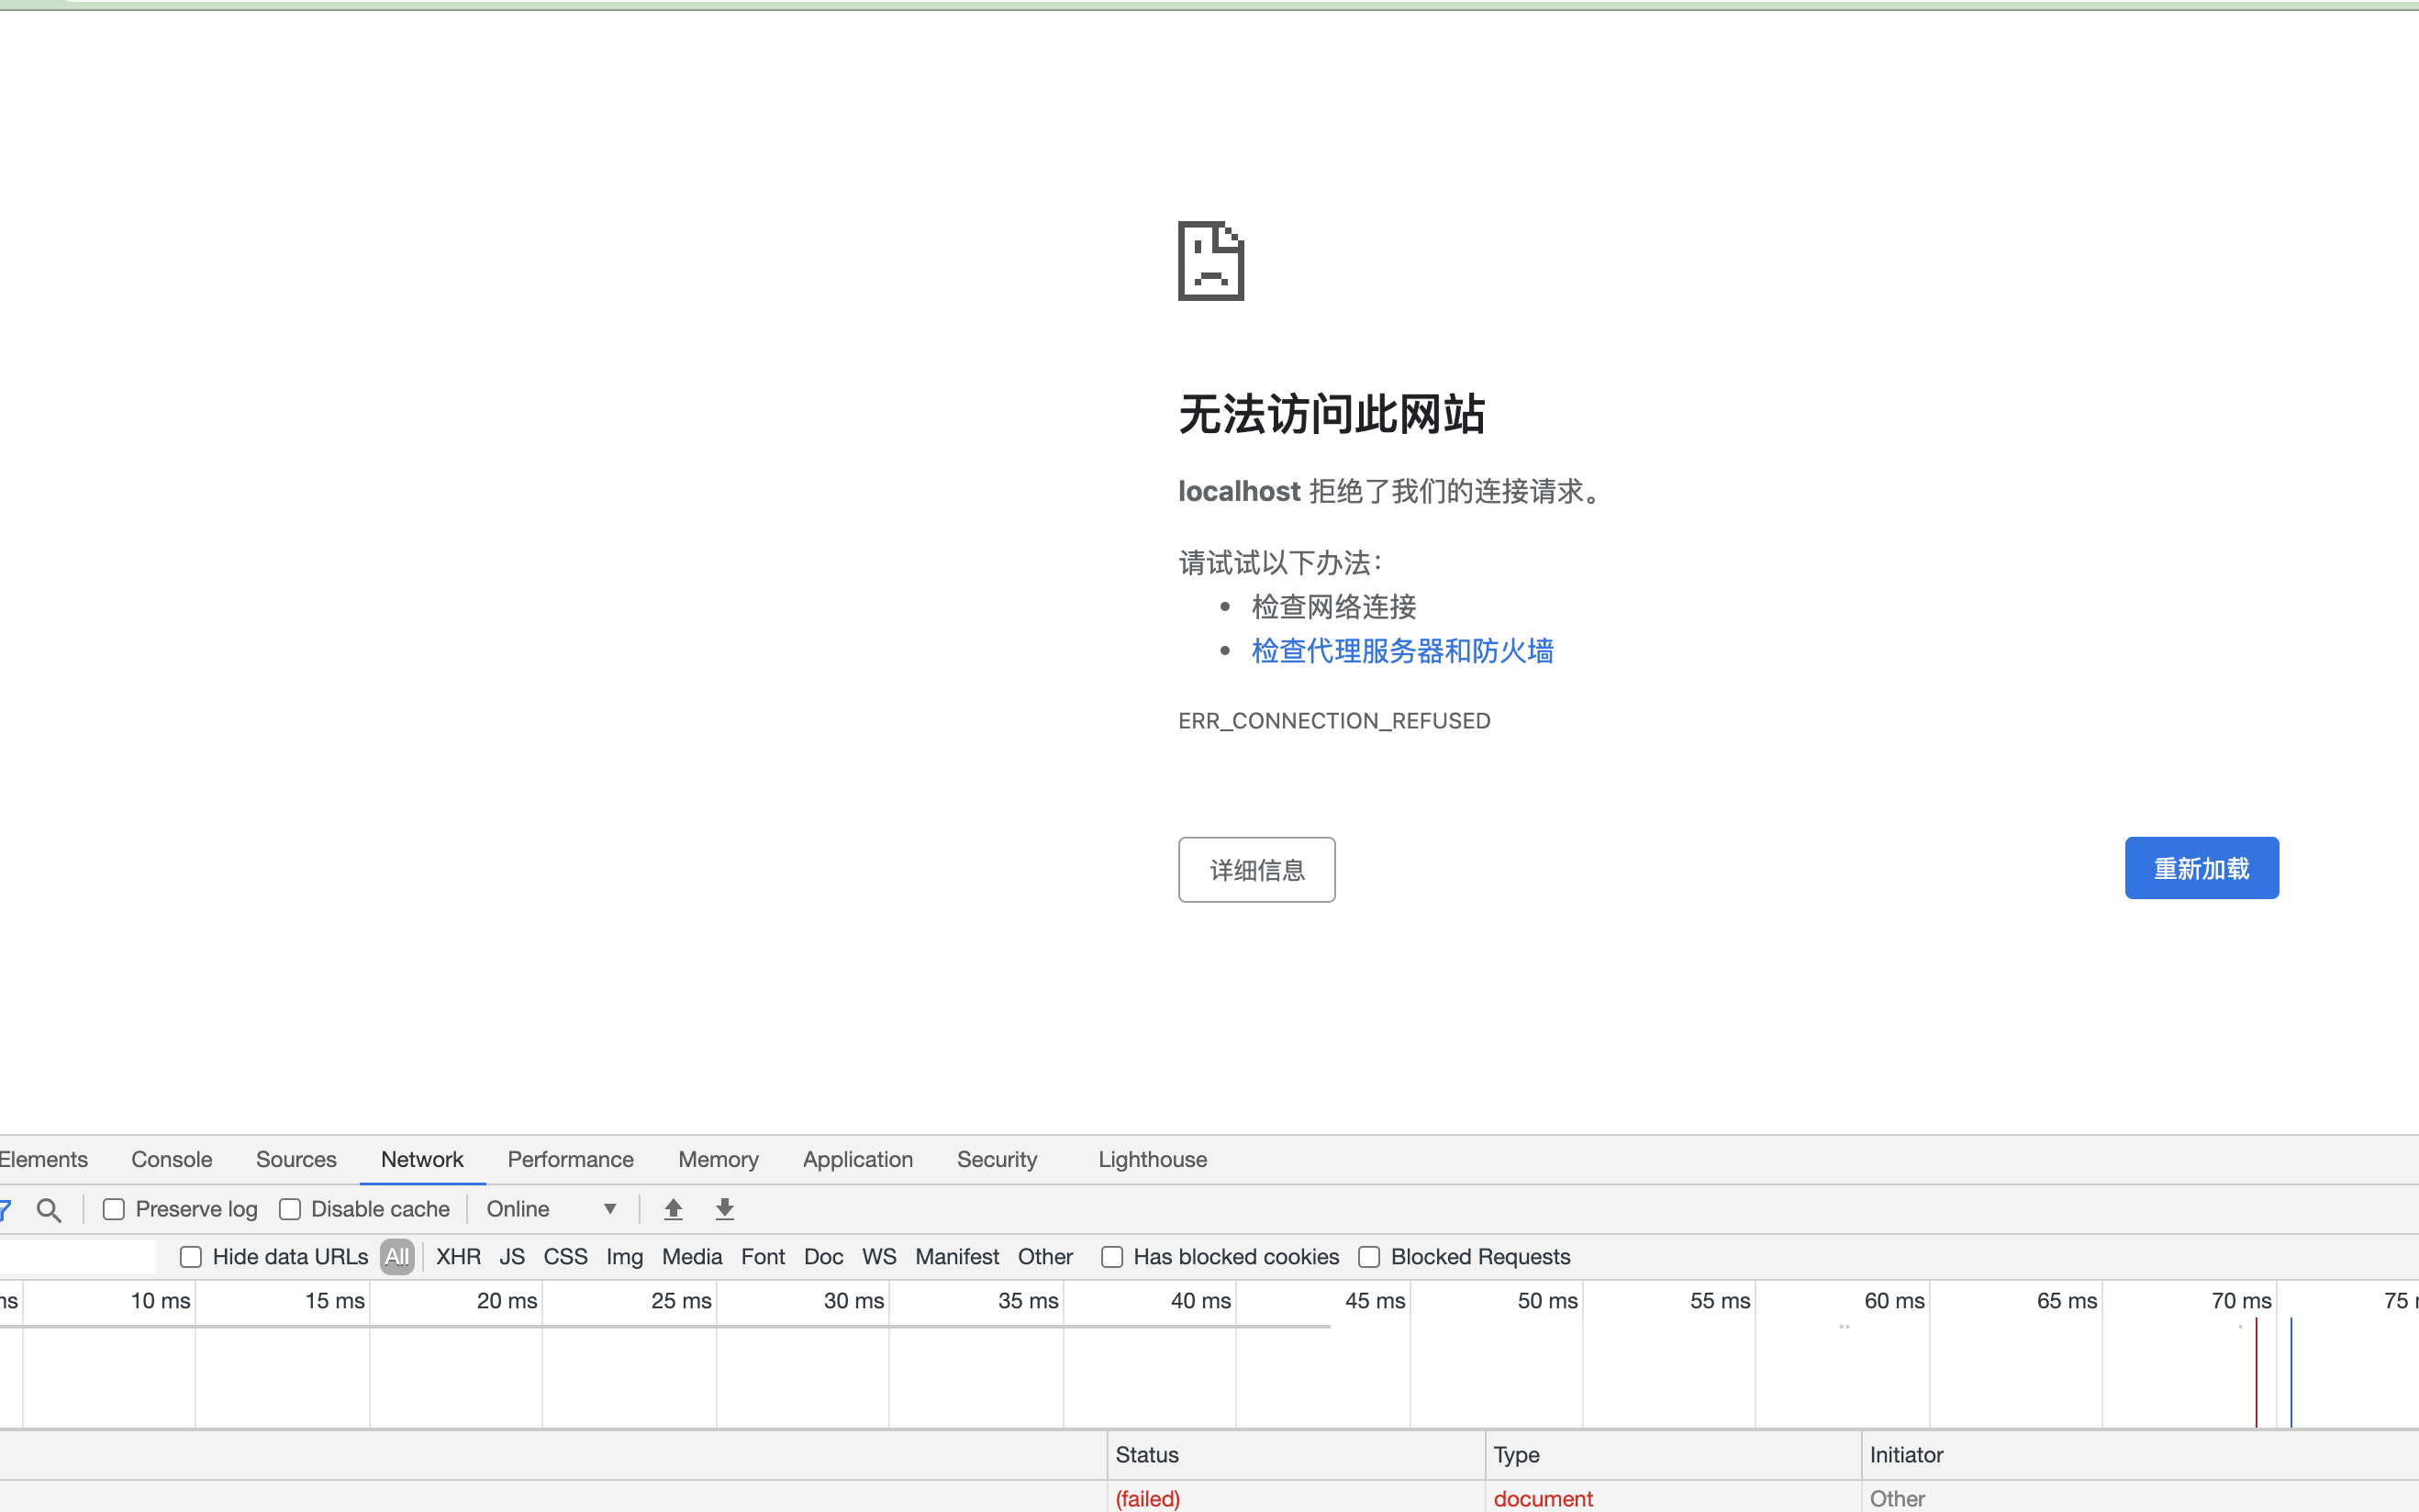 无法访问此网站
localhost 拒绝了我们的连接请求。
请试试以下办法：
检查网络连接
检查代理服务器和防火墙
ERR_CONNECTION_REFUSED
详细信息 重新加载
Elements Console Sources Network Performance Memory Application Security Lighthouse
Preserve log Disable cache Online
Hide data URLs All XHR JS CSS Img Media Font Doc WS Manifest Other Has blocked cookies Blocked Requests
10 ms 15 ms 20 ms 25 ms 30 ms 35 ms 40 ms 45 ms 50 ms 55 ms 60 ms 65 ms 70 ms 75
Status Type Initiator
(failed) document Other